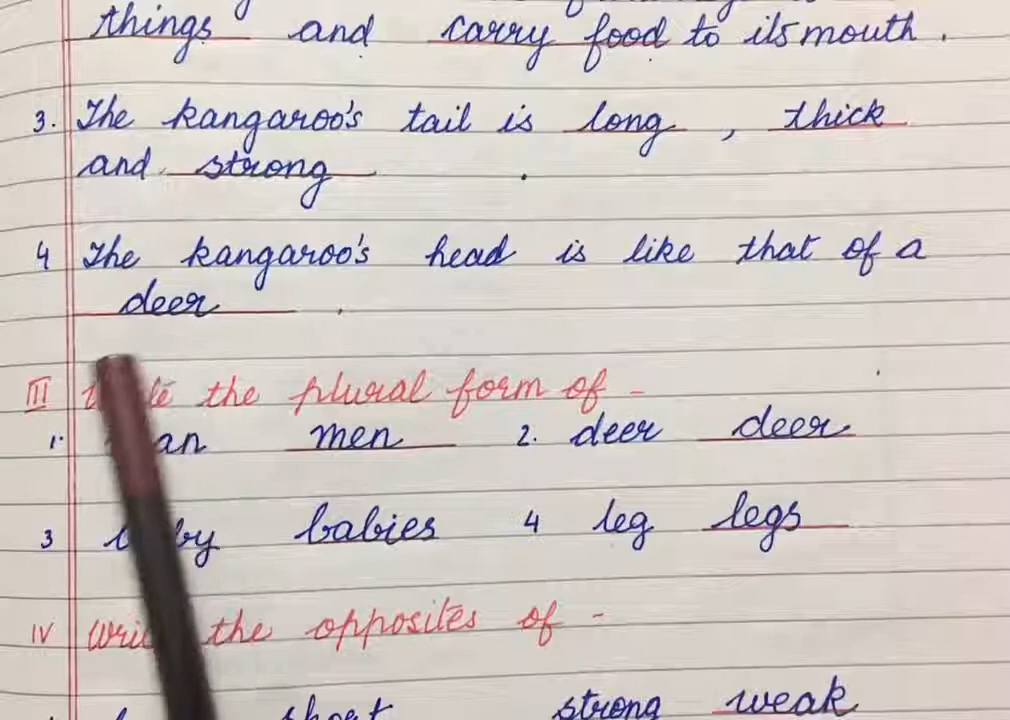 things and carry food to its mouth .
3. The kangaroo's tail is long , thick
and strong .
4 The kangaroo's head is like that of a
deer .
III the plural form of -
1. men 2. deer deer
3 babies 4 leg legs
IV the opposites of -
short strong weak